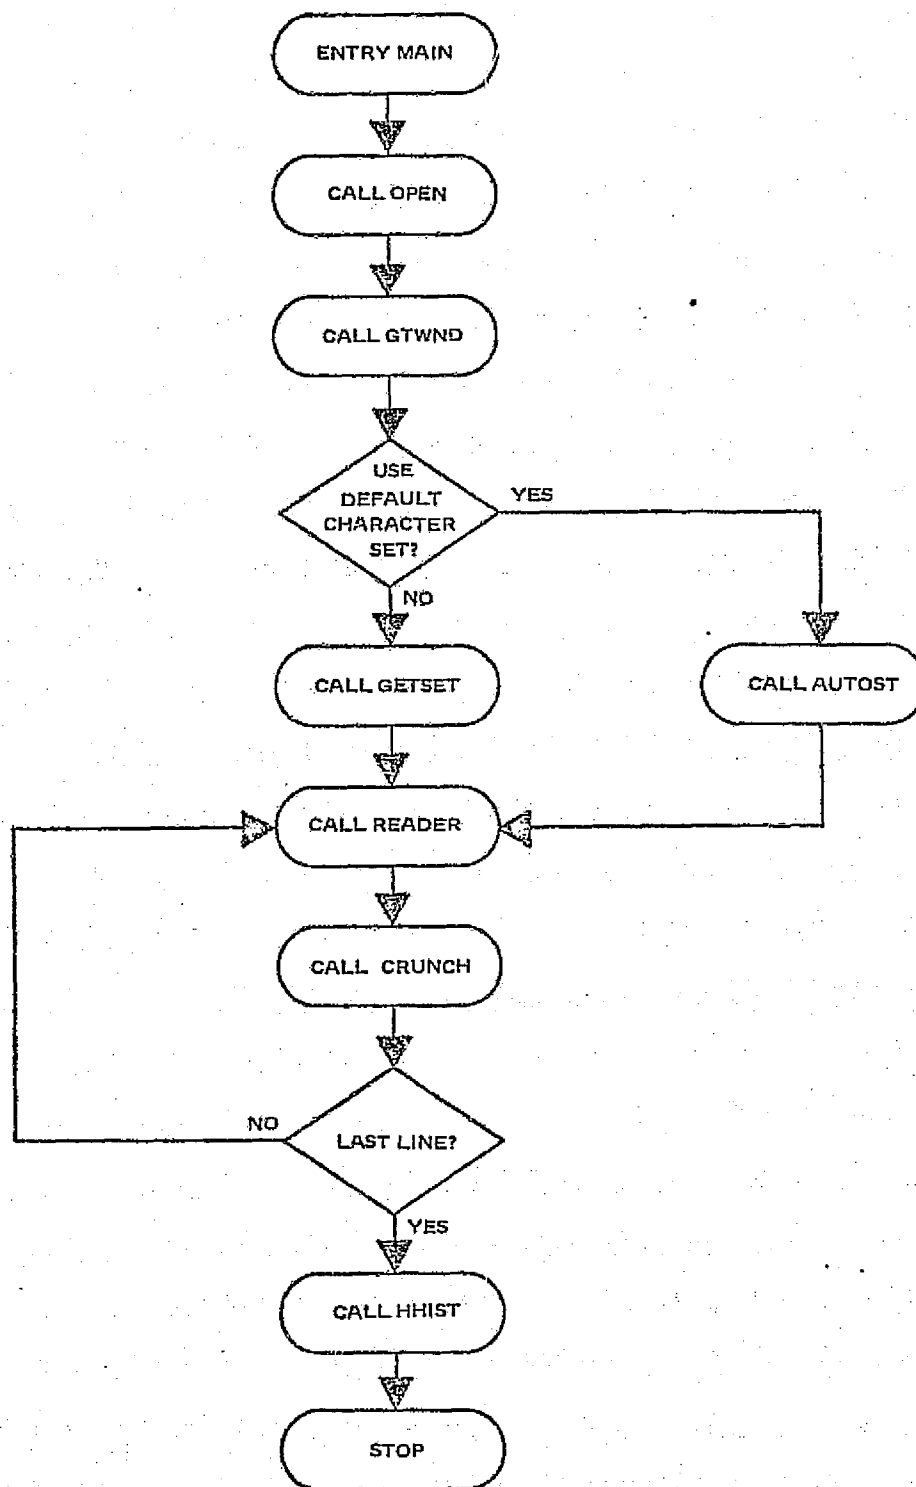 ENTRY MAIN
CALL OPEN
CALL GTWND
USE
DEFAULT
CHARACTER
SET?
YES
NO
CALL GETSET
CALL AUTOST
CALL READER
CALL CRUNCH
NO
LAST LINE?
YES
CALL HHIST
STOP